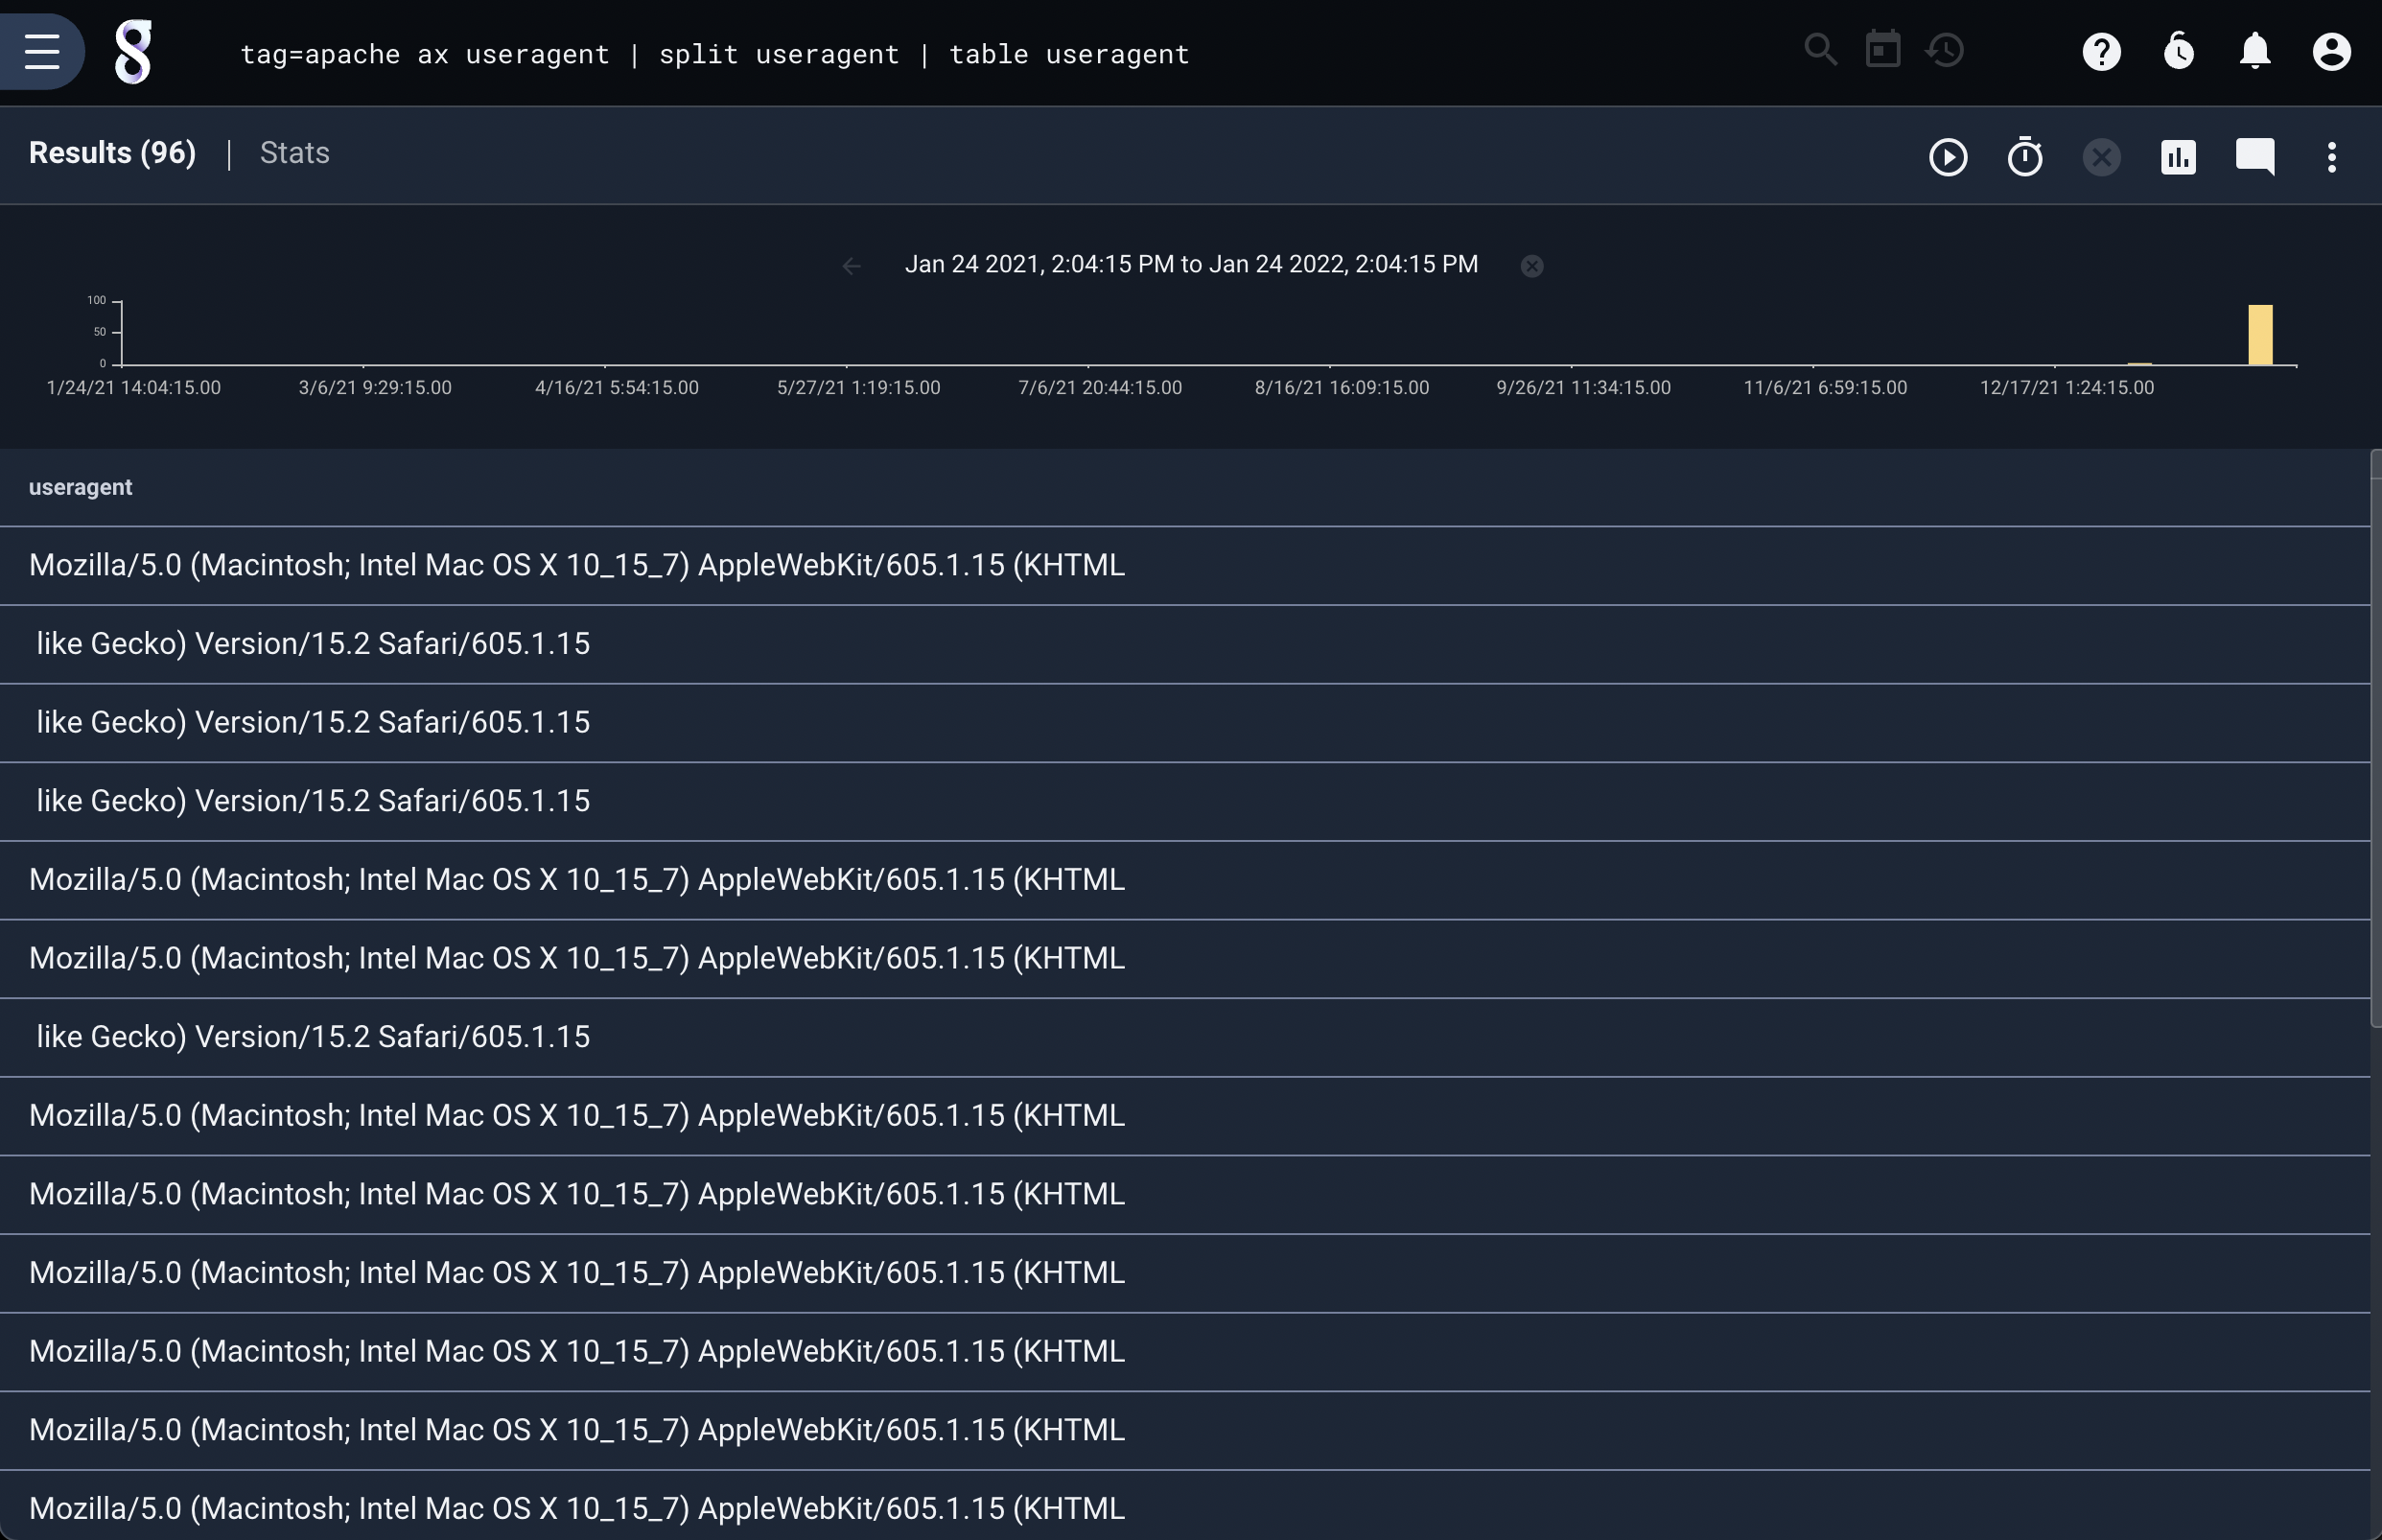 tag=apache ax useragent | split useragent | table useragent
Results (96) | Stats
Jan 24 2021, 2:04:15 PM to Jan 24 2022, 2:04:15 PM
100
50
0
1/24/21 14:04:15.00 3/6/21 9:29:15.00 4/16/21 5:54:15.00 5/27/21 1:19:15.00 7/6/21 20:44:15.00 8/16/21 16:09:15.00 9/26/21 11:34:15.00 11/6/21 6:59:15.00 12/17/21 1:24:15.00
useragent
Mozilla/5.0 (Macintosh; Intel Mac OS X 10_15_7) AppleWebKit/605.1.15 (KHTML
like Gecko) Version/15.2 Safari/605.1.15
like Gecko) Version/15.2 Safari/605.1.15
like Gecko) Version/15.2 Safari/605.1.15
Mozilla/5.0 (Macintosh; Intel Mac OS X 10_15_7) AppleWebKit/605.1.15 (KHTML
Mozilla/5.0 (Macintosh; Intel Mac OS X 10_15_7) AppleWebKit/605.1.15 (KHTML
like Gecko) Version/15.2 Safari/605.1.15
Mozilla/5.0 (Macintosh; Intel Mac OS X 10_15_7) AppleWebKit/605.1.15 (KHTML
Mozilla/5.0 (Macintosh; Intel Mac OS X 10_15_7) AppleWebKit/605.1.15 (KHTML
Mozilla/5.0 (Macintosh; Intel Mac OS X 10_15_7) AppleWebKit/605.1.15 (KHTML
Mozilla/5.0 (Macintosh; Intel Mac OS X 10_15_7) AppleWebKit/605.1.15 (KHTML
Mozilla/5.0 (Macintosh; Intel Mac OS X 10_15_7) AppleWebKit/605.1.15 (KHTML
Mozilla/5.0 (Macintosh; Intel Mac OS X 10_15_7) AppleWebKit/605.1.15 (KHTML